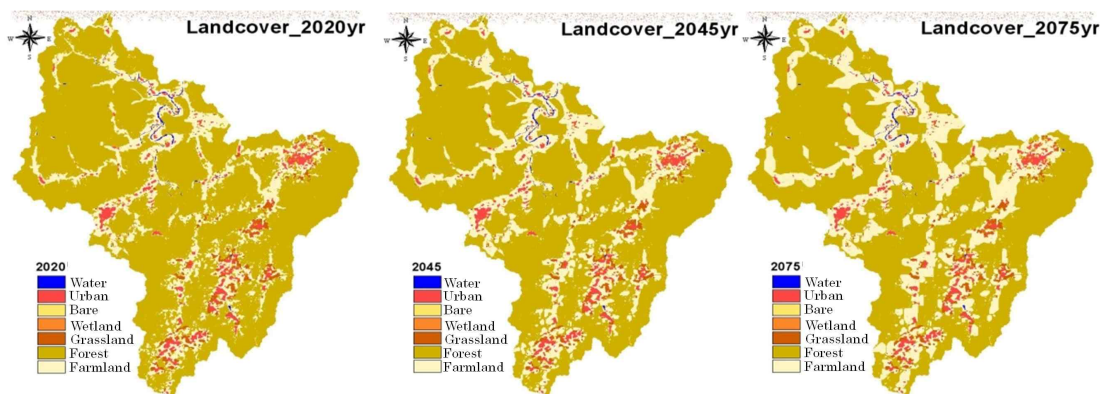 Landcover_2020yr
N
W E
S
2020
Water
Urban
Bare
Wetland
Grassland
Forest
Farmland
Landcover_2045yr
N
W E
S
2045
Water
Urban
Bare
Wetland
Grassland
Forest
Farmland
Landcover_2075yr
N
W E
S
2075
Water
Urban
Bare
Wetland
Grassland
Forest
Farmland